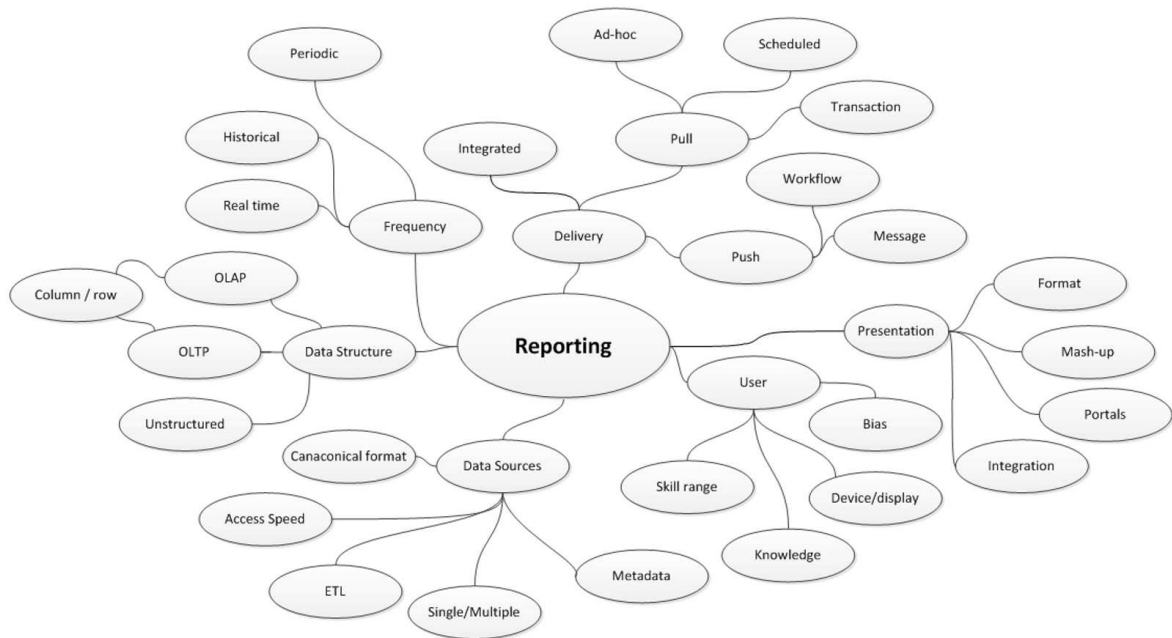 Ad-hoc
Scheduled
Periodic
Transaction
Historical
Integrated
Pull
Workflow
Real time
Frequency
Delivery
Push
Message
OLAP
Format
Column / row
Presentation
Reporting
OLTP
Data Structure
Mash-up
User
Unstructured
Bias
Portals
Canaconical format
Data Sources
Integration
Skill range
Device/display
Access Speed
Knowledge
Metadata
ETL
Single/Multiple